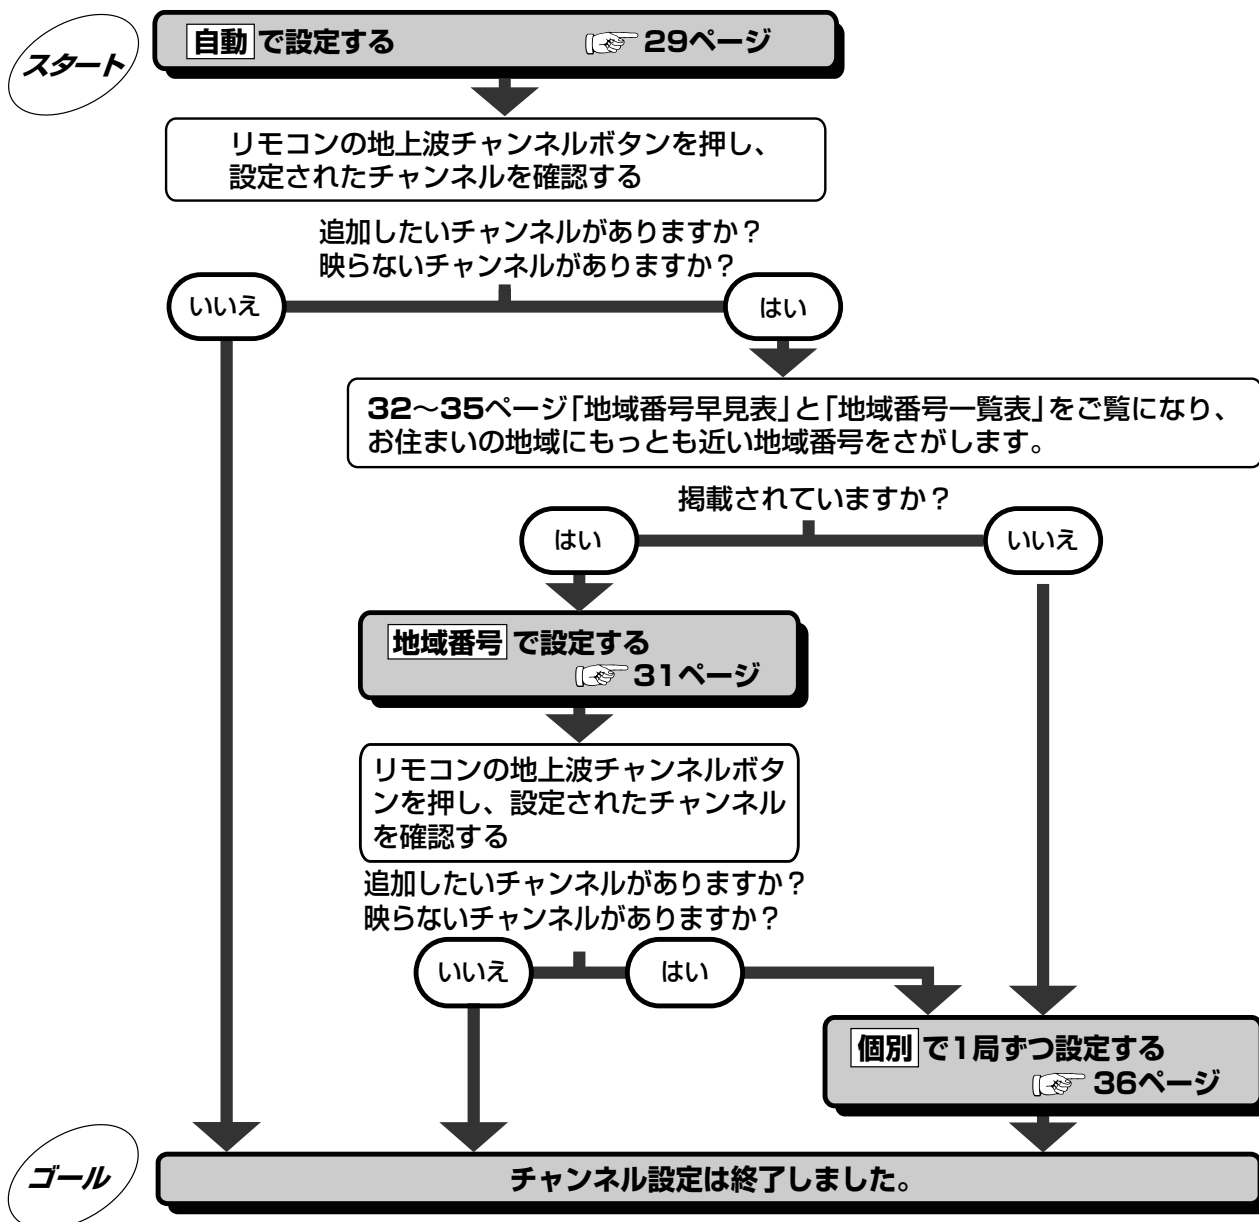 スタート
自動で設定する 29ページ
リモコンの地上波チャンネルボタンを押し、
設定されたチャンネルを確認する
追加したいチャンネルがありますか？
映らないチャンネルがありますか？
いいえ
はい
32〜35ページ「地域番号早見表」と「地域番号一覧表」をご覧になり、
お住まいの地域にもっとも近い地域番号をさがします。
掲載されていますか？
はい
いいえ
地域番号で設定する
31ページ
リモコンの地上波チャンネルボタ
ンを押し、設定されたチャンネル
を確認する
追加したいチャンネルがありますか？
映らないチャンネルがありますか？
いいえ
はい
個別で1局ずつ設定する
36ページ
ゴール
チャンネル設定は終了しました。